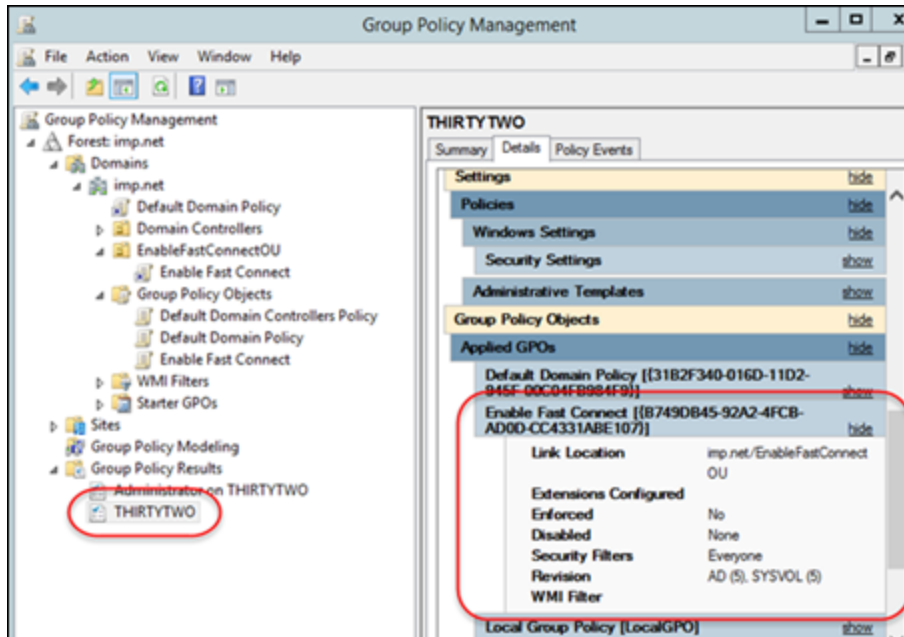 Group Policy Management
File Action View Window Help
Group Policy Management
Forest: imp.net
Domains
imp.net
Default Domain Policy
Domain Controllers
EnableFastConnectOU
Enable Fast Connect
Group Policy Objects
Default Domain Controllers Policy
Default Domain Policy
Enable Fast Connect
WMI Filters
Starter GPOs
Sites
Group Policy Modeling
Group Policy Results
Administrator on THIRTYTWO
THIRTYTWO
THIRTYTWO
Summary Details Policy Events
Settings hide
Policies hide
Windows Settings hide
Security Settings show
Administrative Templates show
Group Policy Objects hide
Applied GPOs hide
Default Domain Policy [{31B2F340-016D-11D2-
945F-00C04FB984F9}] show
Enable Fast Connect [{B749DB45-92A2-4FCB-
AD0D-CC4331ABE107}] hide
Link Location imp.net/EnableFastConnect
OU
Extensions Configured
Enforced No
Disabled None
Security Filters Everyone
Revision AD (5), SYSVOL (5)
WMI Filter
Local Group Policy [LocalGPO] show